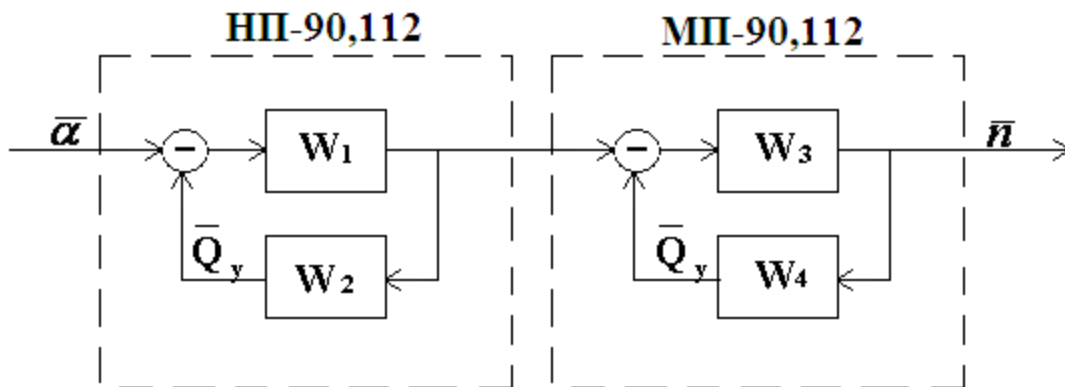 НП-90,112
МП-90,112
α̅
W₁
W₃
n̅
Q̅ y
W₂
Q̅ y
W₄